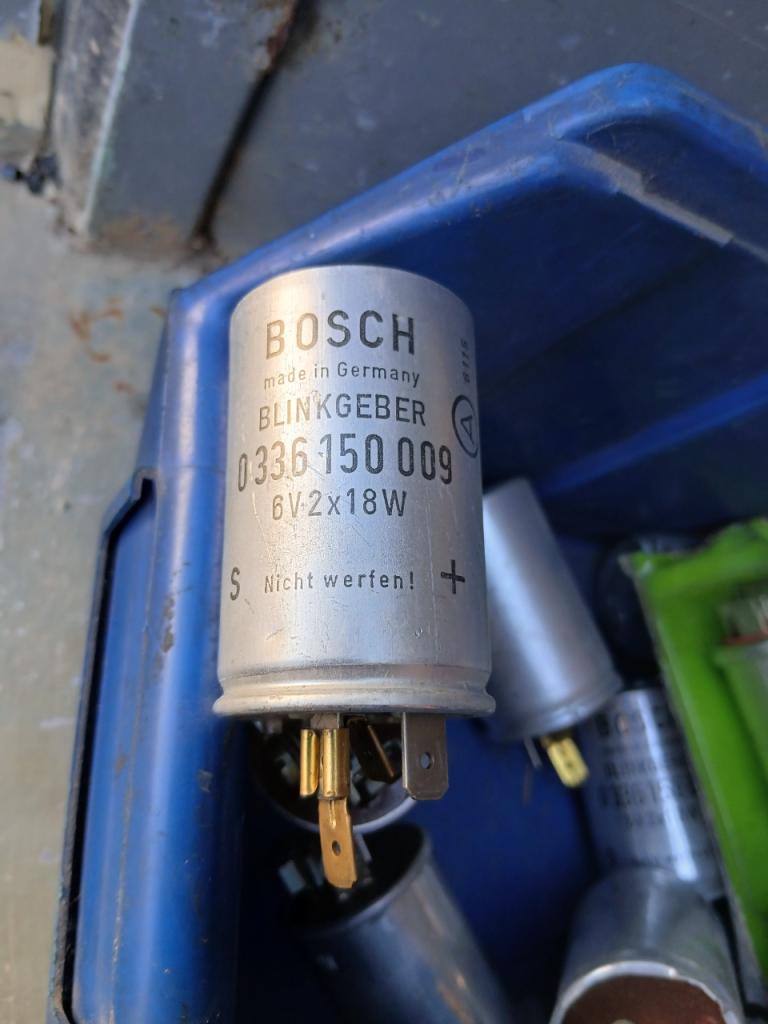 BOSCH
made in Germany
BLINKGEBER
0 336 150 009
6V 2x18W
S Nicht werfen! +
A